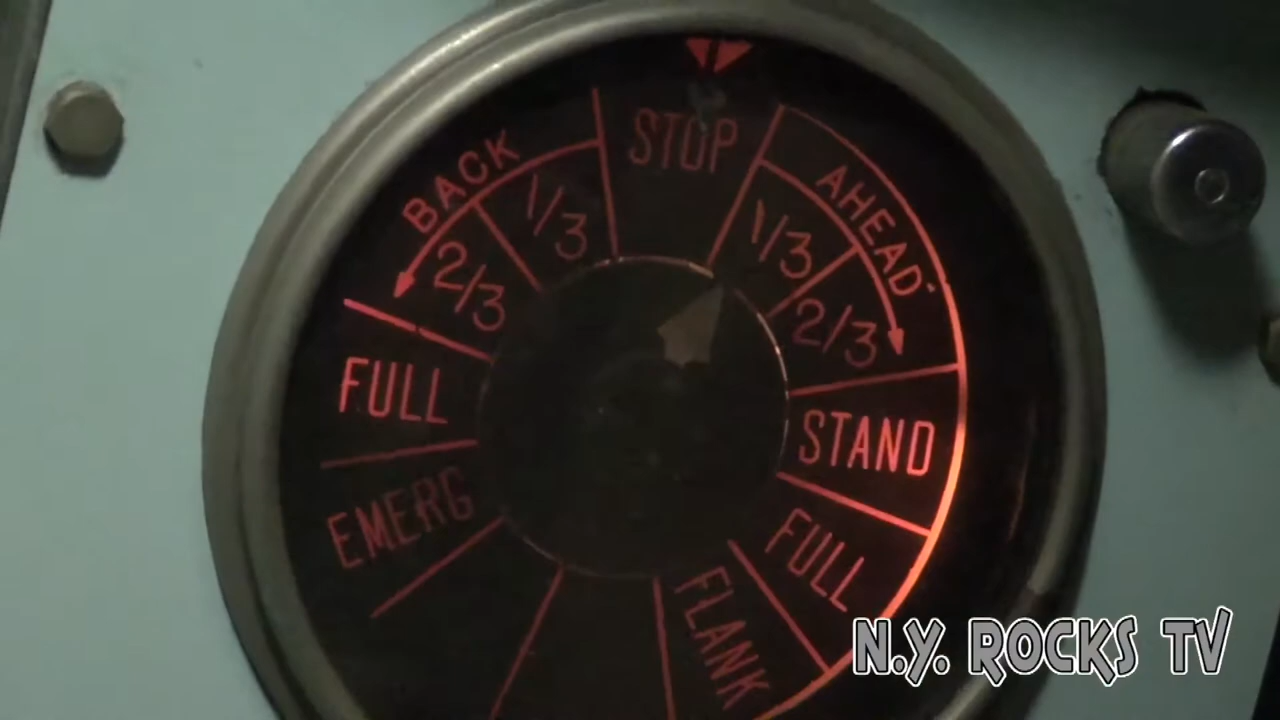 STOP
BACK
AHEAD
1/3
1/3
2/3
2/3
FULL
STAND
EMERG
FULL
FLANK
N.Y. ROCKS TV